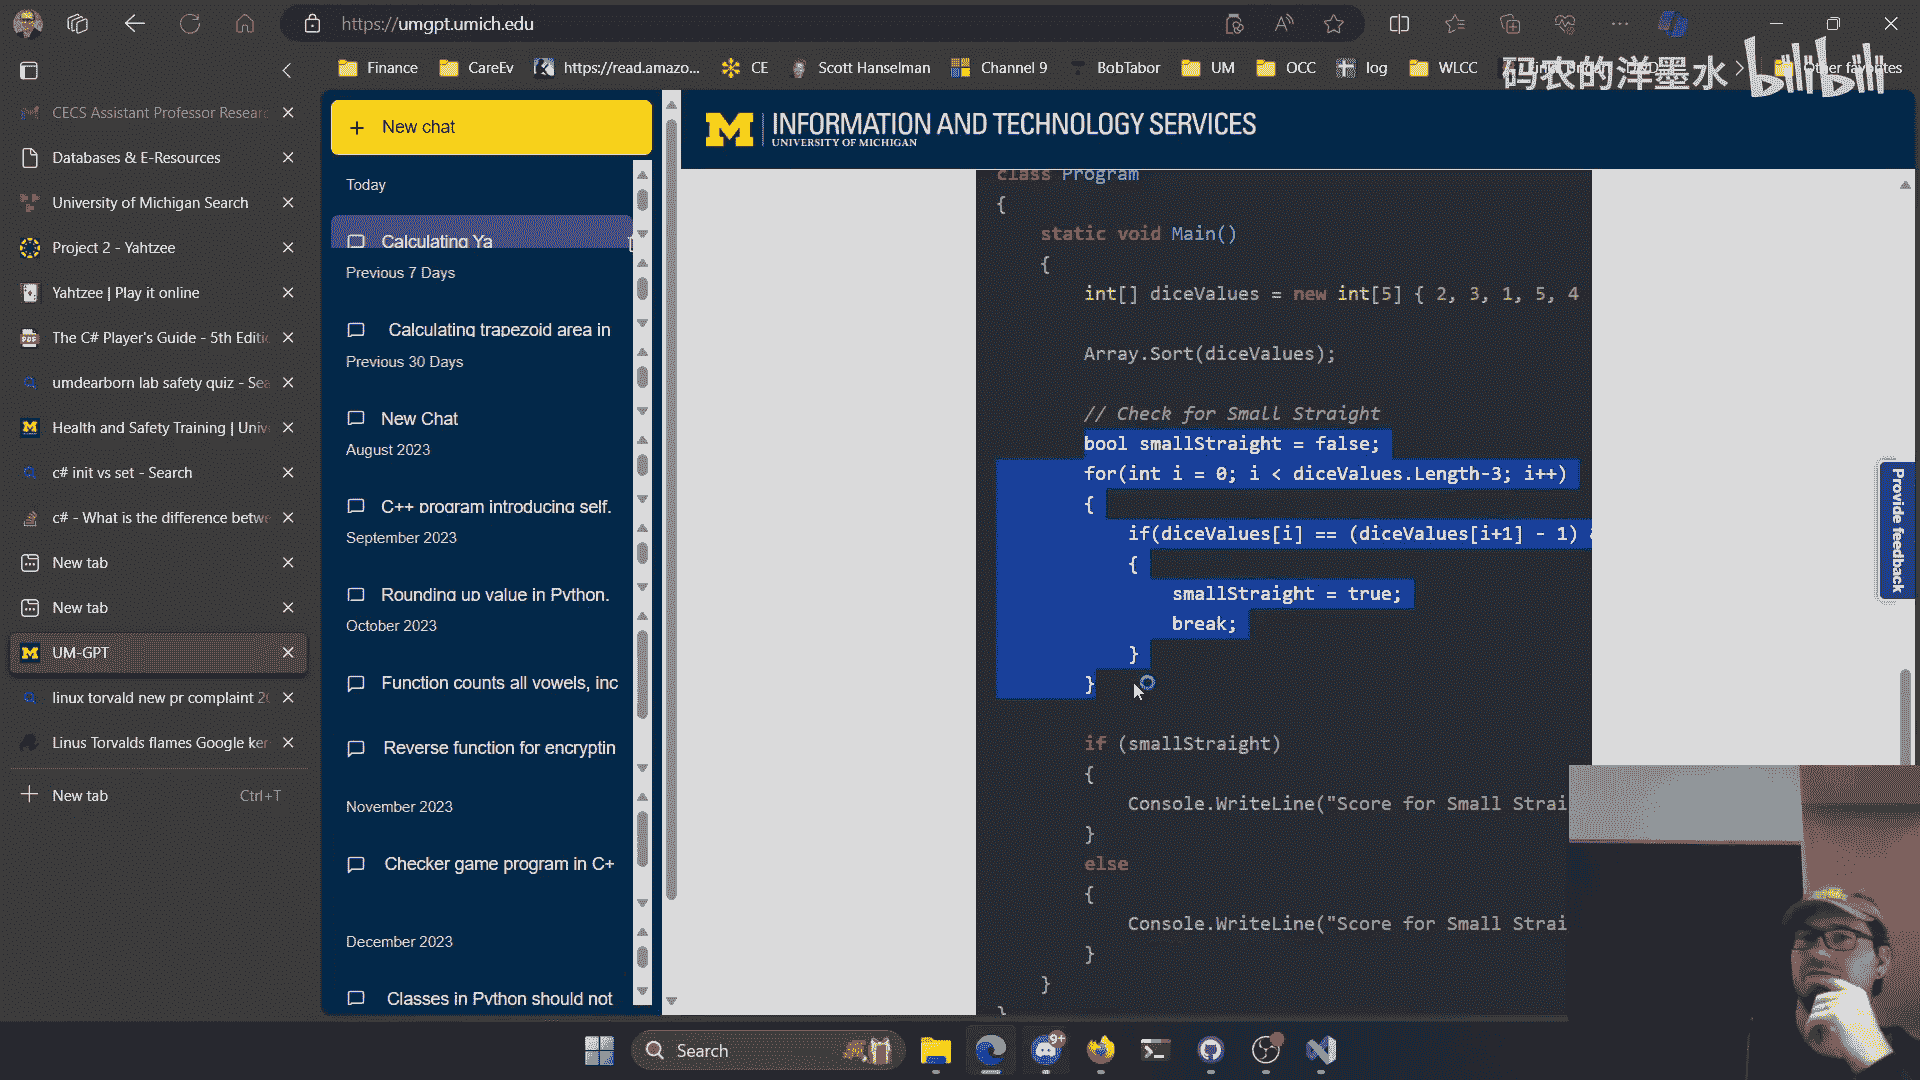 https://umgpt.umich.edu
Finance
CareEv
https://read.amazo...
CE
Scott Hanselman
Channel 9
BobTabor
UM
OCC
log
WLCC
Other favorites
码农的洋墨水
bilibili
CECS Assistant Professor Researc
Databases & E-Resources
University of Michigan Search
Project 2 - Yahtzee
Yahtzee | Play it online
The C# Player's Guide - 5th Editio
umdearborn lab safety quiz - Sea
Health and Safety Training | Unive
c# init vs set - Search
c# - What is the difference betwe
New tab
New tab
UM-GPT
linux torvald new pr complaint 20
Linus Torvalds flames Google ker
New tab
Ctrl+T
+ New chat
Today
Calculating Ya
Previous 7 Days
Calculating trapezoid area in
Previous 30 Days
New Chat
August 2023
C++ program introducing self.
September 2023
Rounding up value in Python.
October 2023
Function counts all vowels, inc
Reverse function for encryptin
November 2023
Checker game program in C+
December 2023
Classes in Python should not
M INFORMATION AND TECHNOLOGY SERVICES
UNIVERSITY OF MICHIGAN
class Program
{
static void Main()
{
int[] diceValues = new int[5] { 2, 3, 1, 5, 4
Array.Sort(diceValues);
// Check for Small Straight
bool smallStraight = false;
for(int i = 0; i < diceValues.Length-3; i++)
{
if(diceValues[i] == (diceValues[i+1] - 1) &
{
smallStraight = true;
break;
}
}
if (smallStraight)
{
Console.WriteLine("Score for Small Strai
}
else
{
Console.WriteLine("Score for Small Strai
}
}
}
Provide feedback
Search
9+